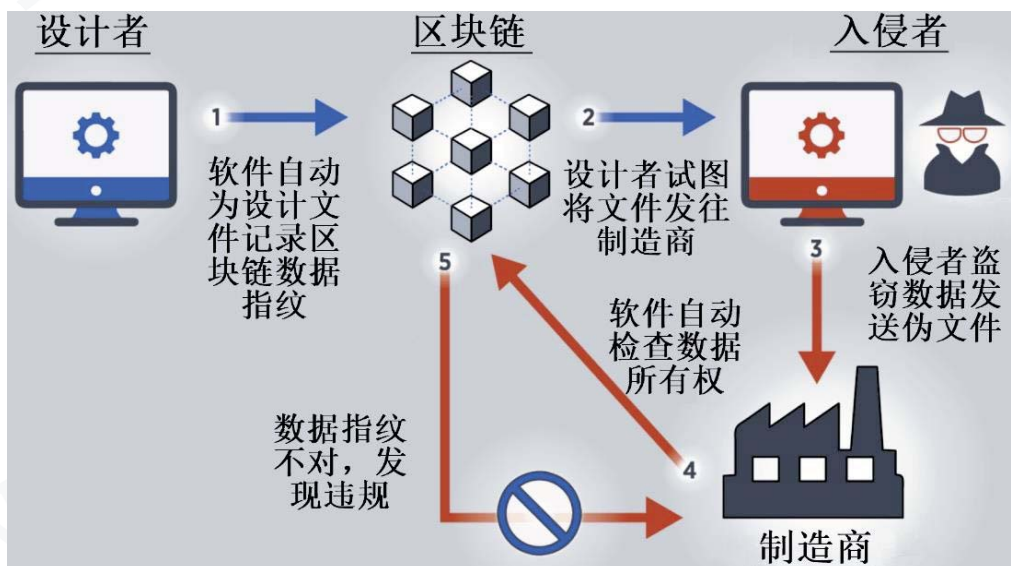 设计者
区块链
入侵者
1
软件自动
为设计文
件记录区
块链数据
指纹
2
设计者试图
将文件发往
制造商
3
入侵者盗
窃数据发
送伪文件
4
软件自动
检查数据
所有权
5
数据指纹
不对，发
现违规
制造商